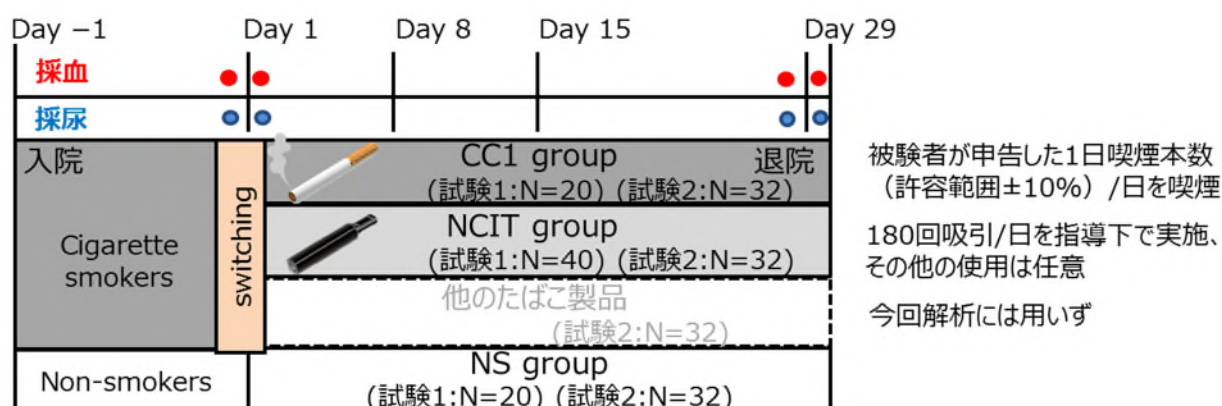 Day −1
Day 1
Day 8
Day 15
Day 29
採血
採尿
入院
Cigarette
smokers
switching
CC1 group
退院
(試験1:N=20) (試験2:N=32)
被験者が申告した1日喫煙本数
(許容範囲±10%)/日を喫煙
NCIT group
(試験1:N=40) (試験2:N=32)
180回吸引/日を指導下で実施、
その他の使用は任意
他のたばこ製品
(試験2:N=32)
今回解析には用いず
Non-smokers
NS group
(試験1:N=20) (試験2:N=32)